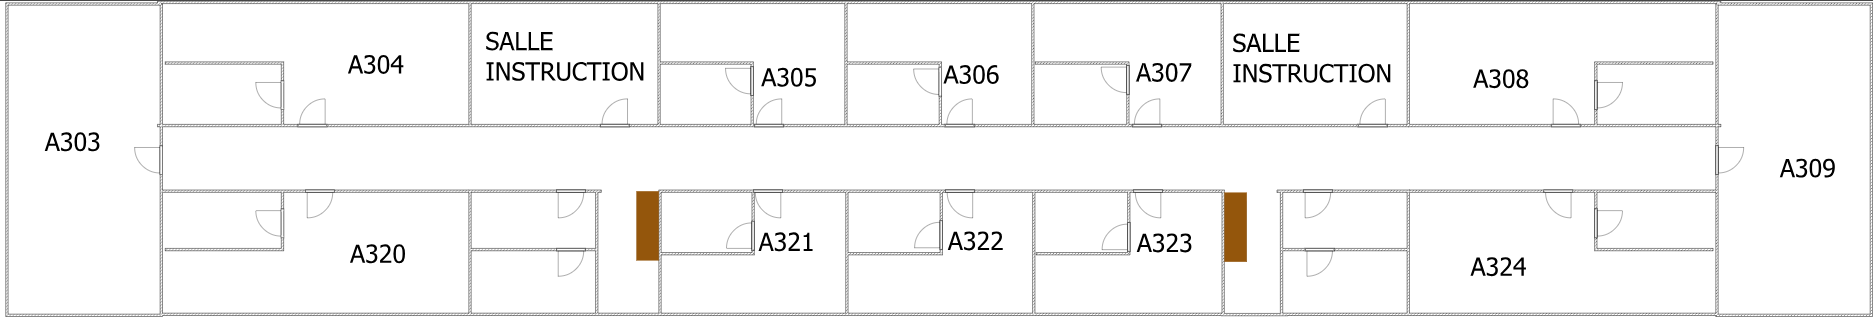 A303
A304
SALLE
INSTRUCTION
A305
A306
A307
SALLE
INSTRUCTION
A308
A309
A320
A321
A322
A323
A324